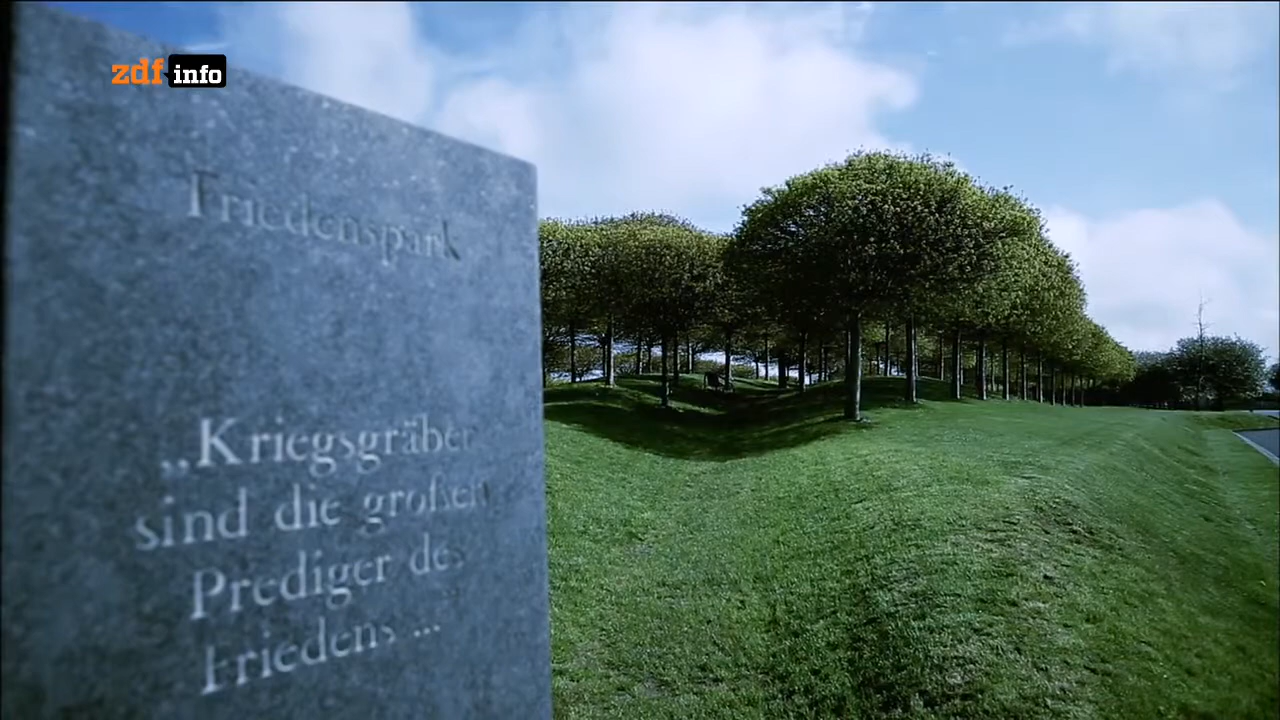 zdf info
Friedenspark
„Kriegsgräber
sind die großen
Prediger des
Friedens ...